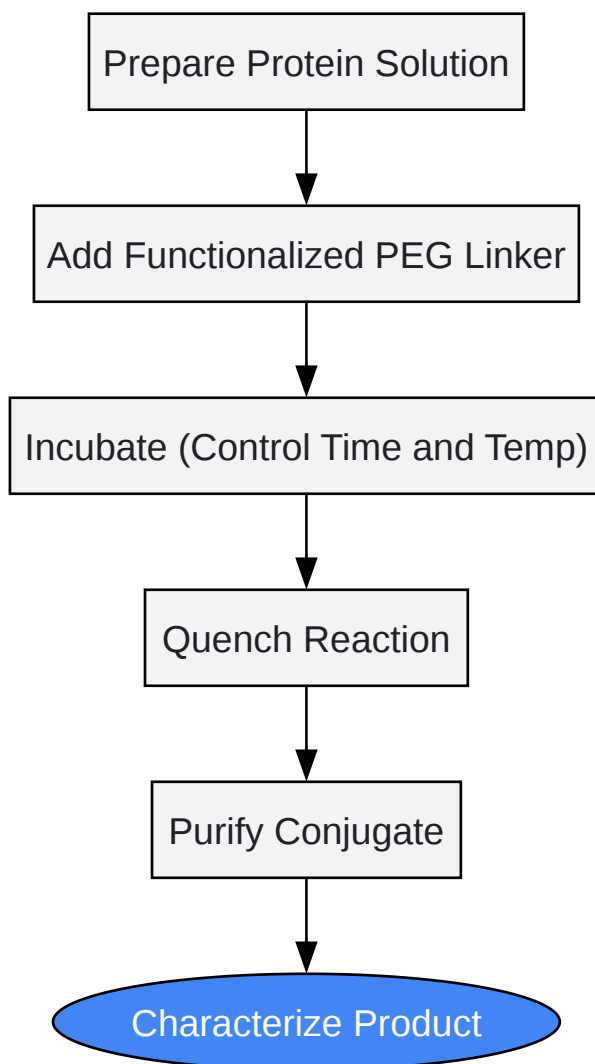 Prepare Protein Solution
Add Functionalized PEG Linker
Incubate (Control Time and Temp)
Quench Reaction
Purify Conjugate
Characterize Product